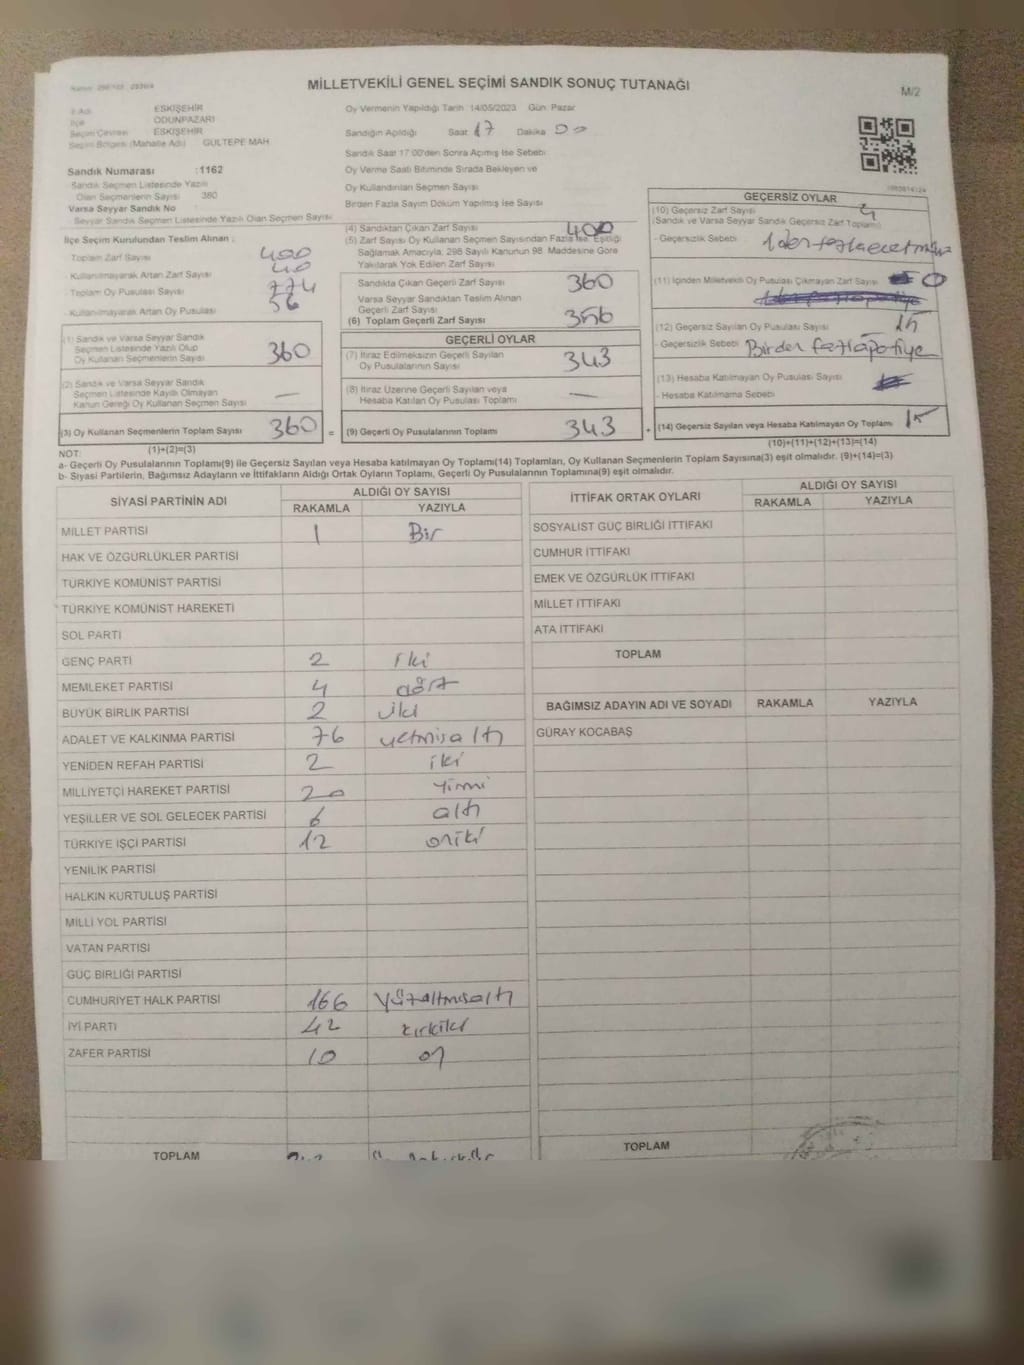 MİLLETVEKİLİ GENEL SEÇİMİ SANDIK SONUÇ TUTANAĞI
M/2
İl Adı ESKİŞEHİR
İlçe ODUNPAZARI
Seçim Çevresi ESKİŞEHİR
Seçim Bölgesi (Mahalle Adı) GÜLTEPE MAH
Sandık Numarası :1162
Sandık Seçmen Listesinde Yazılı
Olan Seçmenlerin Sayısı 380
Varsa Seyyar Sandık No
Seyyar Sandık Seçmen Listesinde Yazılı Olan Seçmen Sayısı
İlçe Seçim Kurulundan Teslim Alınan :
Toplam Zarf Sayısı 400
- Kullanılmayarak Artan Zarf Sayısı 40
- Toplam Oy Pusulası Sayısı 774
- Kullanılmayarak Artan Oy Pusulası 56
(1) Sandık ve Varsa Seyyar Sandık
Seçmen Listesinde Yazılı Olup
Oy Kullanan Seçmenlerin Sayısı 360
(2) Sandık ve Varsa Seyyar Sandık
Seçmen Listesinde Kayıtlı Olmayan
Kanun Gereği Oy Kullanan Seçmen Sayısı —
(3) Oy Kullanan Seçmenlerin Toplam Sayısı 360 =
Oy Vermenin Yapıldığı Tarih 14/05/2023 Gün: Pazar
Sandığın Açıldığı Saat 17 Dakika 00
Sandık Saat 17:00'den Sonra Açılmış İse Sebebi:
Oy Verme Saati Bitiminde Sırada Bekleyen ve
Oy Kullandırılan Seçmen Sayısı
Birden Fazla Sayım Döküm Yapılmış İse Sayısı
(4) Sandıktan Çıkan Zarf Sayısı 400
(5) Zarf Sayısı Oy Kullanan Seçmen Sayısından Fazla İse, Eşitliği
Sağlamak Amacıyla, 298 Sayılı Kanunun 98. Maddesine Göre
Yakılarak Yok Edilen Zarf Sayısı
Sandıkta Çıkan Geçerli Zarf Sayısı 360
Varsa Seyyar Sandıktan Teslim Alınan
Geçerli Zarf Sayısı
(6) Toplam Geçerli Zarf Sayısı 356
GEÇERLİ OYLAR
(7) İtiraz Edilmeksizin Geçerli Sayılan
Oy Pusulalarının Sayısı 343
(8) İtiraz Üzerine Geçerli Sayılan veya
Hesaba Katılan Oy Pusulası Toplamı —
(9) Geçerli Oy Pusulalarının Toplamı 343 +
GEÇERSİZ OYLAR
(10) Geçersiz Zarf Sayısı 4
(Sandık ve Varsa Seyyar Sandık Geçersiz Zarf Toplamı)
- Geçersizlik Sebebi
(11) İçinden Milletvekili Oy Pusulası Çıkmayan Zarf Sayısı 0
(12) Geçersiz Sayılan Oy Pusulası Sayısı 15
- Geçersizlik Sebebi Birden fazla partiye
(13) Hesaba Katılmayan Oy Pusulası Sayısı
- Hesaba Katılmama Sebebi
(14) Geçersiz Sayılan veya Hesaba Katılmayan Oy Toplamı 15
NOT: (1)+(2)=(3) (10)+(11)+(12)+(13)=(14)
a- Geçerli Oy Pusulalarının Toplamı(9) ile Geçersiz Sayılan veya Hesaba katılmayan Oy Toplamı(14) Toplamları, Oy Kullanan Seçmenlerin Toplam Sayısına(3) eşit olmalıdır. (9)+(14)=(3)
b- Siyasi Partilerin, Bağımsız Adayların ve İttifakların Aldığı Ortak Oyların Toplamı, Geçerli Oy Pusulalarının Toplamına(9) eşit olmalıdır.
SİYASİ PARTİNİN ADI ALDIĞI OY SAYISI
RAKAMLA YAZIYLA
MİLLET PARTİSİ 1 Bir
HAK VE ÖZGÜRLÜKLER PARTİSİ
TÜRKİYE KOMÜNİST PARTİSİ
TÜRKİYE KOMÜNİST HAREKETİ
SOL PARTİ
GENÇ PARTİ 2 iki
MEMLEKET PARTİSİ 4 dört
BÜYÜK BİRLİK PARTİSİ 2 iki
ADALET VE KALKINMA PARTİSİ 76 yetmişaltı
YENİDEN REFAH PARTİSİ 2 iki
MİLLİYETÇİ HAREKET PARTİSİ 20 Yirmi
YEŞİLLER VE SOL GELECEK PARTİSİ 6 altı
TÜRKİYE İŞÇİ PARTİSİ 12 oniki
YENİLİK PARTİSİ
HALKIN KURTULUŞ PARTİSİ
MİLLİ YOL PARTİSİ
VATAN PARTİSİ
GÜÇ BİRLİĞİ PARTİSİ
CUMHURİYET HALK PARTİSİ 166 Yüzaltmışaltı
İYİ PARTİ 42 kırkiki
ZAFER PARTİSİ 10 on
TOPLAM
İTTİFAK ORTAK OYLARI ALDIĞI OY SAYISI
RAKAMLA YAZIYLA
SOSYALİST GÜÇ BİRLİĞİ İTTİFAKI
CUMHUR İTTİFAKI
EMEK VE ÖZGÜRLÜK İTTİFAKI
MİLLET İTTİFAKI
ATA İTTİFAKI
TOPLAM
BAĞIMSIZ ADAYIN ADI VE SOYADI RAKAMLA YAZIYLA
GÜRAY KOCABAŞ
TOPLAM